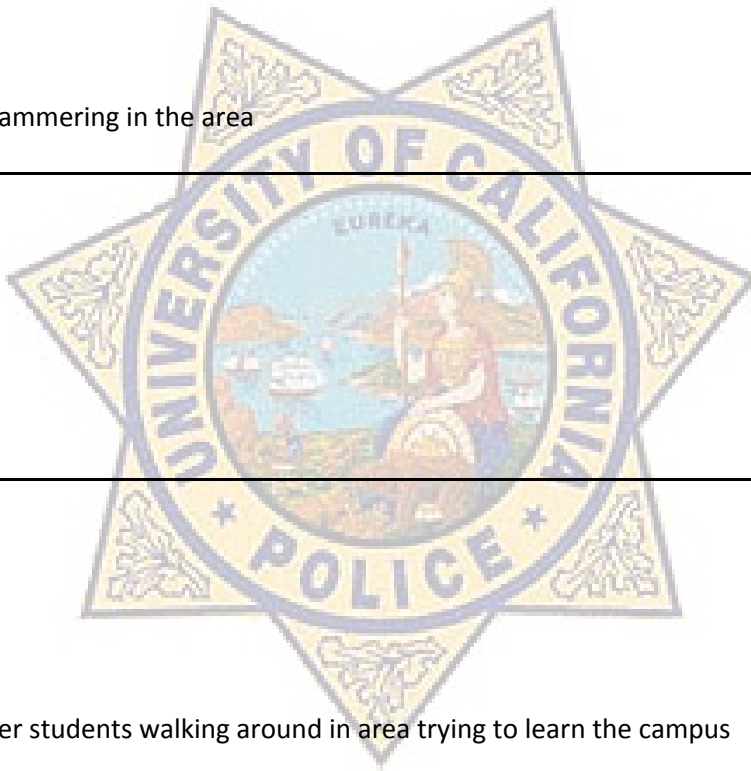 ammering in the area
UNIVERSITY OF CALIFORNIA
EUREKA
POLICE
er students walking around in area trying to learn the campus